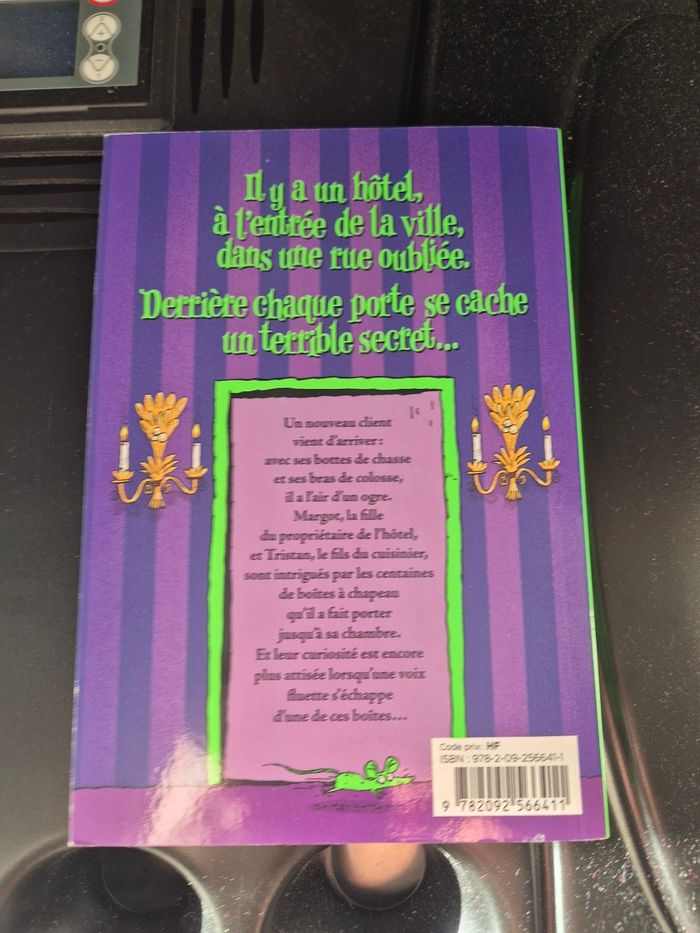 Il y a un hôtel,
à l'entrée de la ville,
dans une rue oubliée.
Derrière chaque porte se cache
un terrible secret...
Un nouveau client
vient d'arriver :
avec ses bottes de chasse
et ses bras de colosse,
il a l'air d'un ogre.
Margot, la fille
du propriétaire de l'hôtel,
et Tristan, le fils du cuisinier,
sont intrigués par les centaines
de boîtes à chapeau
qu'il a fait porter
jusqu'à sa chambre.
Et leur curiosité est encore
plus attisée lorsqu'une voix
fluette s'échappe
d'une de ces boîtes...
Code prix : HF
ISBN : 978-2-09-256641-1
9 782092 566411